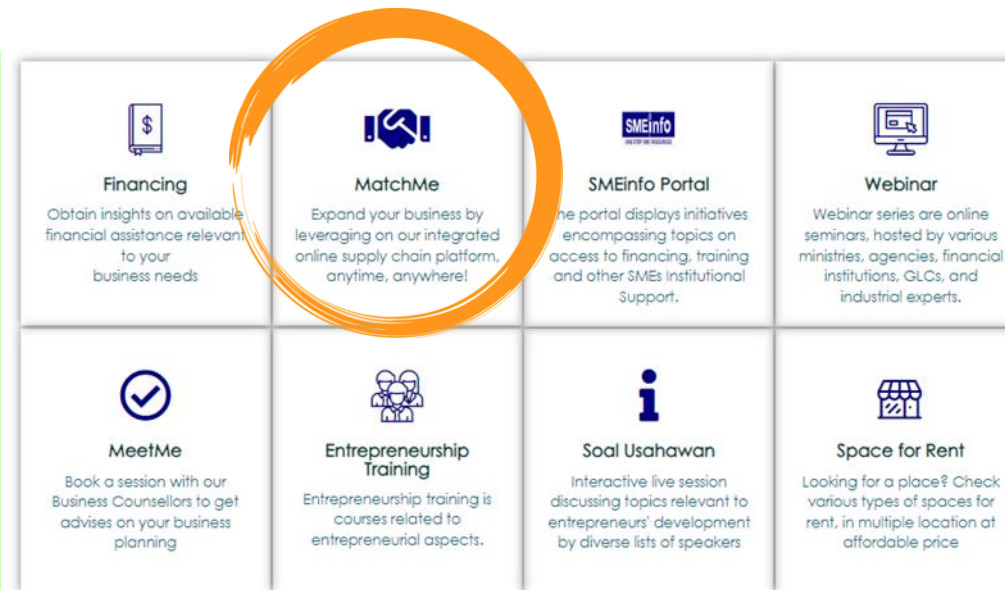 $
Financing
Obtain insights on available
financial assistance relevant
to your
business needs
MatchMe
Expand your business by
leveraging on our integrated
online supply chain platform,
anytime, anywhere!
SMEinfo
ONE STOP SME RESOURCES
SMEinfo Portal
he portal displays initiatives
encompassing topics on
access to financing, training
and other SMEs Institutional
Support.
Webinar
Webinar series are online
seminars, hosted by various
ministries, agencies, financial
institutions, GLCs, and
industrial experts.
MeetMe
Book a session with our
Business Counsellors to get
advises on your business
planning
Entrepreneurship
Training
Entrepreneurship training is
courses related to
entrepreneurial aspects.
Soal Usahawan
Interactive live session
discussing topics relevant to
entrepreneurs' development
by diverse lists of speakers
Space for Rent
Looking for a place? Check
various types of spaces for
rent, in multiple location at
affordable price